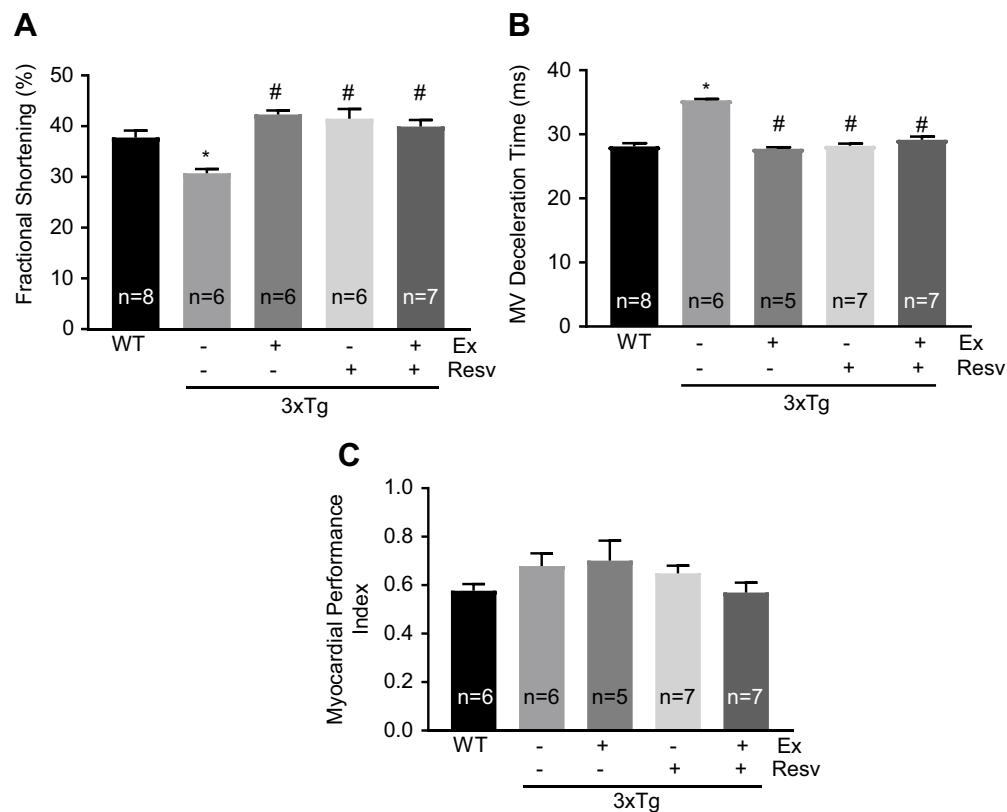 A
Fractional Shortening (%)
50
40
30
20
10
0
* # # #
n=8 n=6 n=6 n=6 n=7
WT - + - + Ex
- - + + Resv
3xTg
B
MV Deceleration Time (ms)
40
30
20
10
0
* # # #
n=8 n=6 n=5 n=7 n=7
WT - + - + Ex
- - + + Resv
3xTg
C
Myocardial Performance
Index
1.0
0.8
0.6
0.4
0.2
0.0
n=6 n=6 n=5 n=7 n=7
WT - + - + Ex
- - + + Resv
3xTg